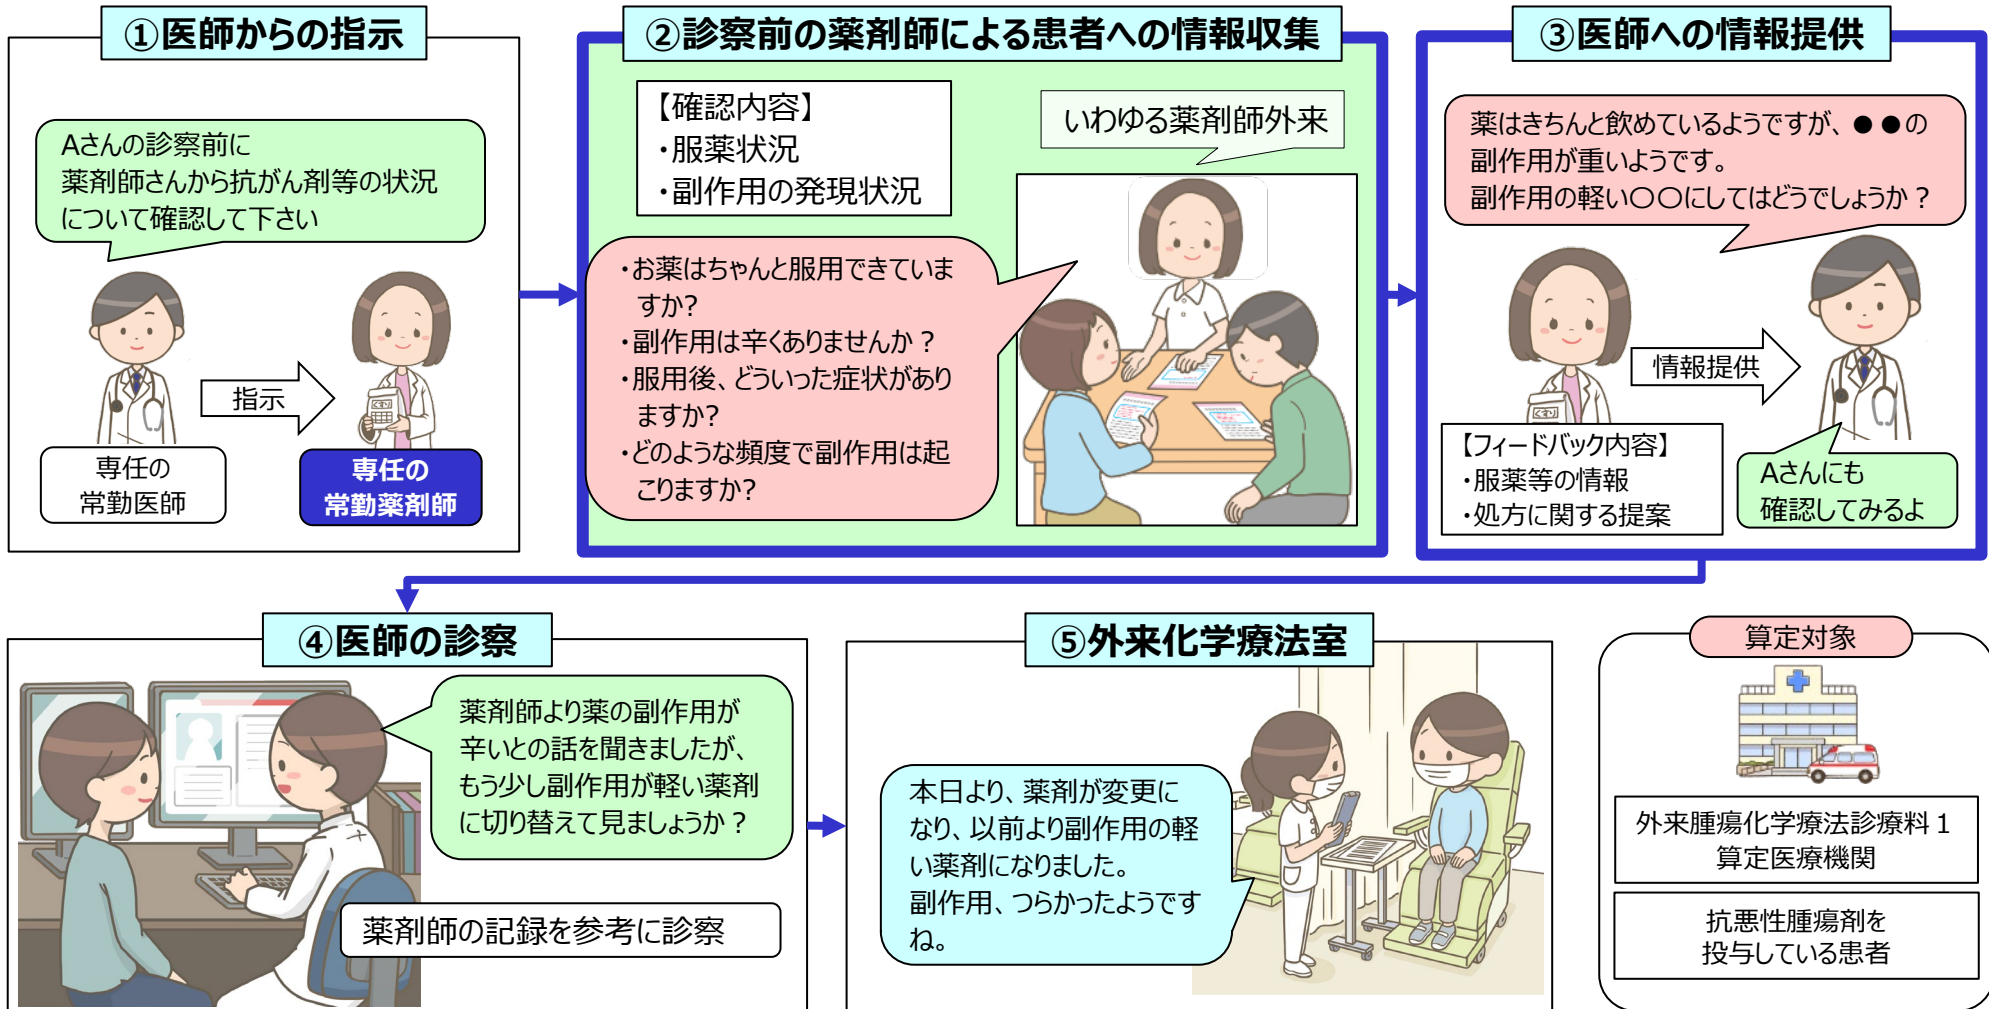 ①医師からの指示
Aさんの診察前に
薬剤師さんから抗がん剤等の状況
について確認して下さい
指示
専任の
常勤医師
専任の
常勤薬剤師
②診察前の薬剤師による患者への情報収集
【確認内容】
・服薬状況
・副作用の発現状況
いわゆる薬剤師外来
・お薬はちゃんと服用できていま
すか?
・副作用は辛くありませんか？
・服用後、どういった症状があり
ますか?
・どのような頻度で副作用は起
こりますか?
③医師への情報提供
薬はきちんと飲めているようですが、●●の
副作用が重いようです。
副作用の軽い〇〇にしてはどうでしょうか？
くすり
情報提供
【フィードバック内容】
・服薬等の情報
・処方に関する提案
Aさんにも
確認してみるよ
④医師の診察
薬剤師より薬の副作用が
辛いとの話を聞きましたが、
もう少し副作用が軽い薬剤
に切り替えて見ましょうか？
薬剤師の記録を参考に診察
⑤外来化学療法室
本日より、薬剤が変更に
なり、以前より副作用の軽
い薬剤になりました。
副作用、つらかったようです
ね。
算定対象
外来腫瘍化学療法診療料１
算定医療機関
抗悪性腫瘍剤を
投与している患者